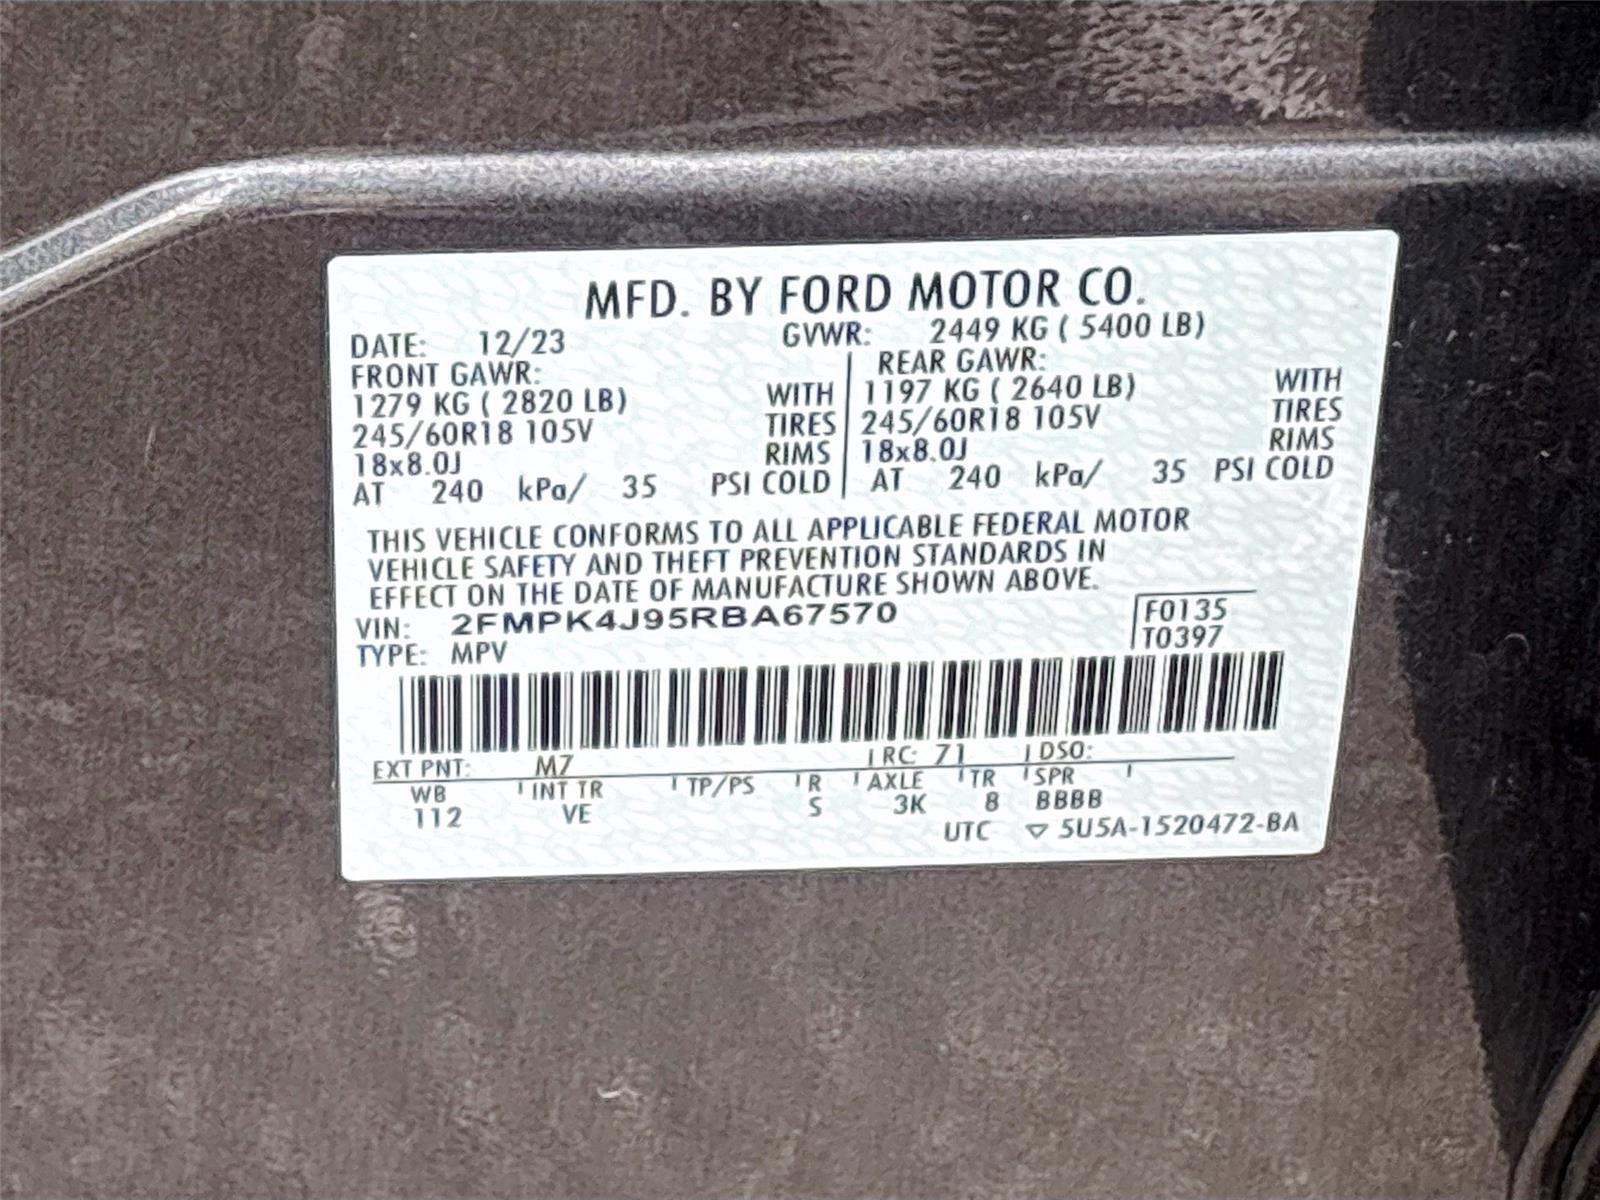 MFD. BY FORD MOTOR CO.
DATE: 12/23 GVWR: 2449 KG ( 5400 LB)
FRONT GAWR: REAR GAWR:
1279 KG ( 2820 LB) WITH 1197 KG ( 2640 LB) WITH
245/60R18 105V TIRES 245/60R18 105V TIRES
18x8.0J RIMS 18x8.0J RIMS
AT 240 kPa/ 35 PSI COLD AT 240 kPa/ 35 PSI COLD
THIS VEHICLE CONFORMS TO ALL APPLICABLE FEDERAL MOTOR
VEHICLE SAFETY AND THEFT PREVENTION STANDARDS IN
EFFECT ON THE DATE OF MANUFACTURE SHOWN ABOVE.
VIN: 2FMPK4J95RBA67570 F0135
TYPE: MPV T0397
EXT PNT: M7 RC: 71 DSO:
WB INT TR TP/PS R AXLE TR SPR
112 VE S 3K 8 BBBB
UTC ▽ 5U5A-1520472-BA